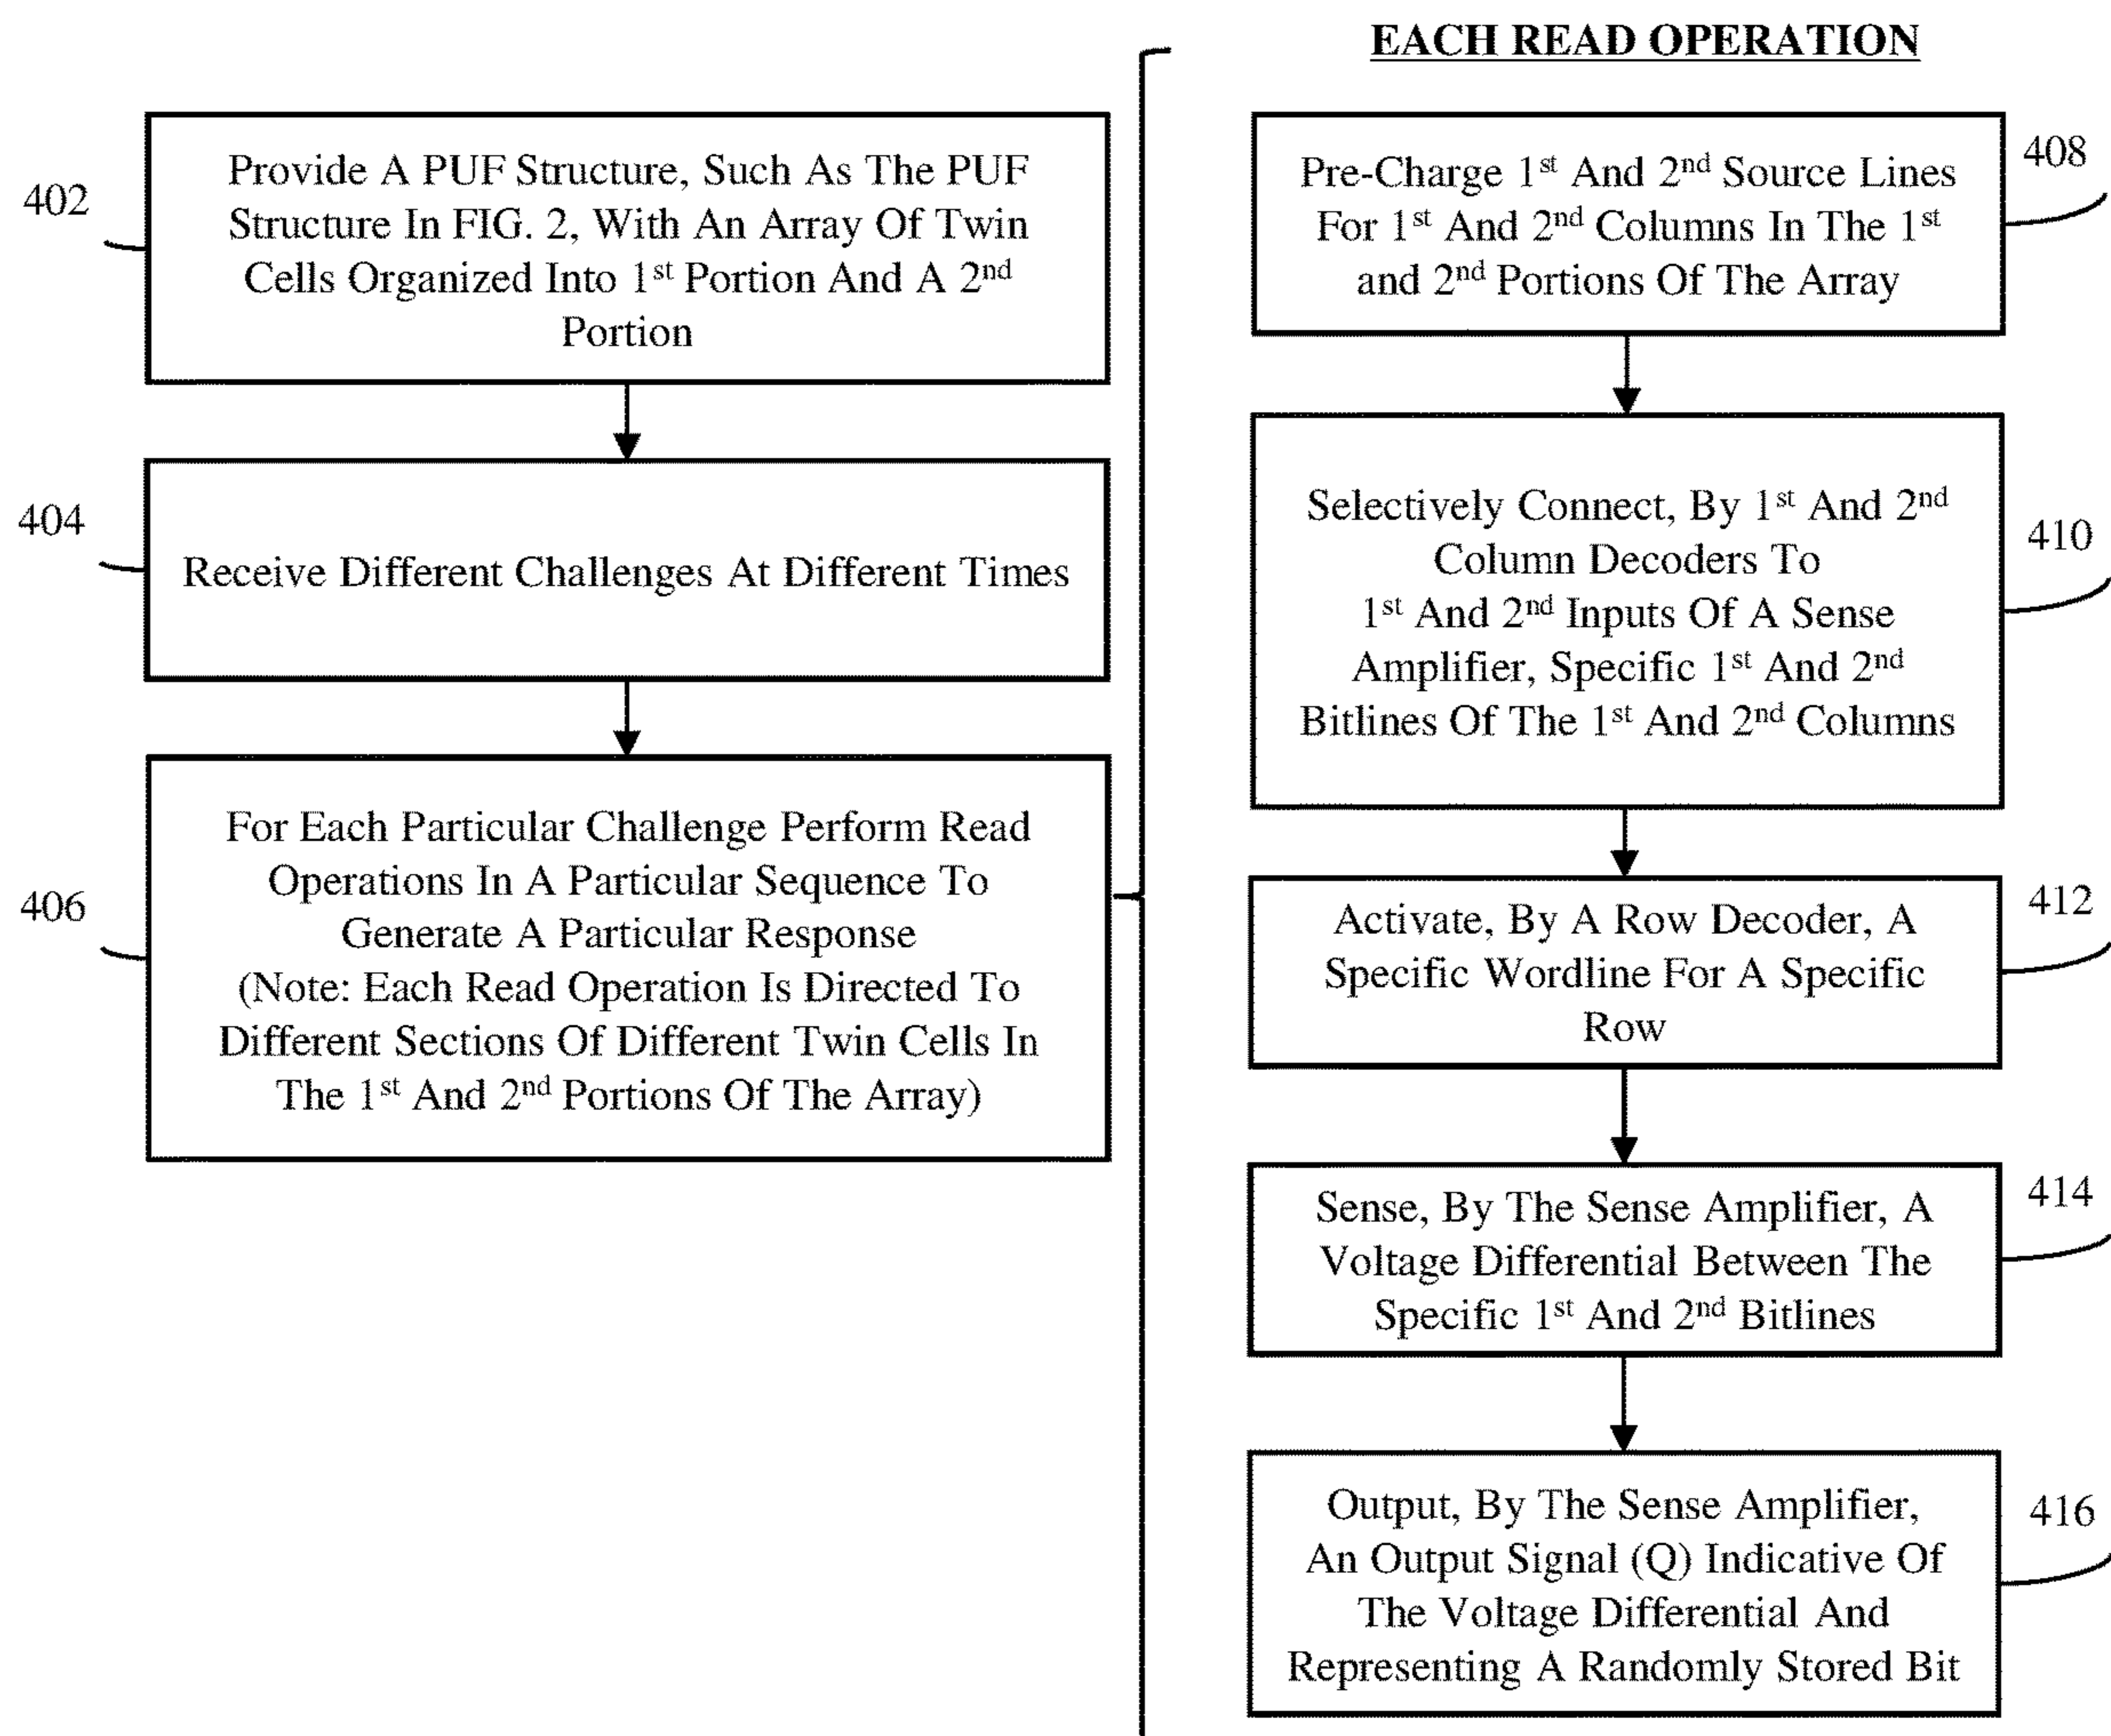 402
Provide A PUF Structure, Such As The PUF
Structure In FIG. 2, With An Array Of Twin
Cells Organized Into 1st Portion And A 2nd
Portion
404
Receive Different Challenges At Different Times
406
For Each Particular Challenge Perform Read
Operations In A Particular Sequence To
Generate A Particular Response
(Note: Each Read Operation Is Directed To
Different Sections Of Different Twin Cells In
The 1st And 2nd Portions Of The Array)
EACH READ OPERATION
408
Pre-Charge 1st And 2nd Source Lines
For 1st And 2nd Columns In The 1st
and 2nd Portions Of The Array
410
Selectively Connect, By 1st And 2nd
Column Decoders To
1st And 2nd Inputs Of A Sense
Amplifier, Specific 1st And 2nd
Bitlines Of The 1st And 2nd Columns
412
Activate, By A Row Decoder, A
Specific Wordline For A Specific
Row
414
Sense, By The Sense Amplifier, A
Voltage Differential Between The
Specific 1st And 2nd Bitlines
416
Output, By The Sense Amplifier,
An Output Signal (Q) Indicative Of
The Voltage Differential And
Representing A Randomly Stored Bit